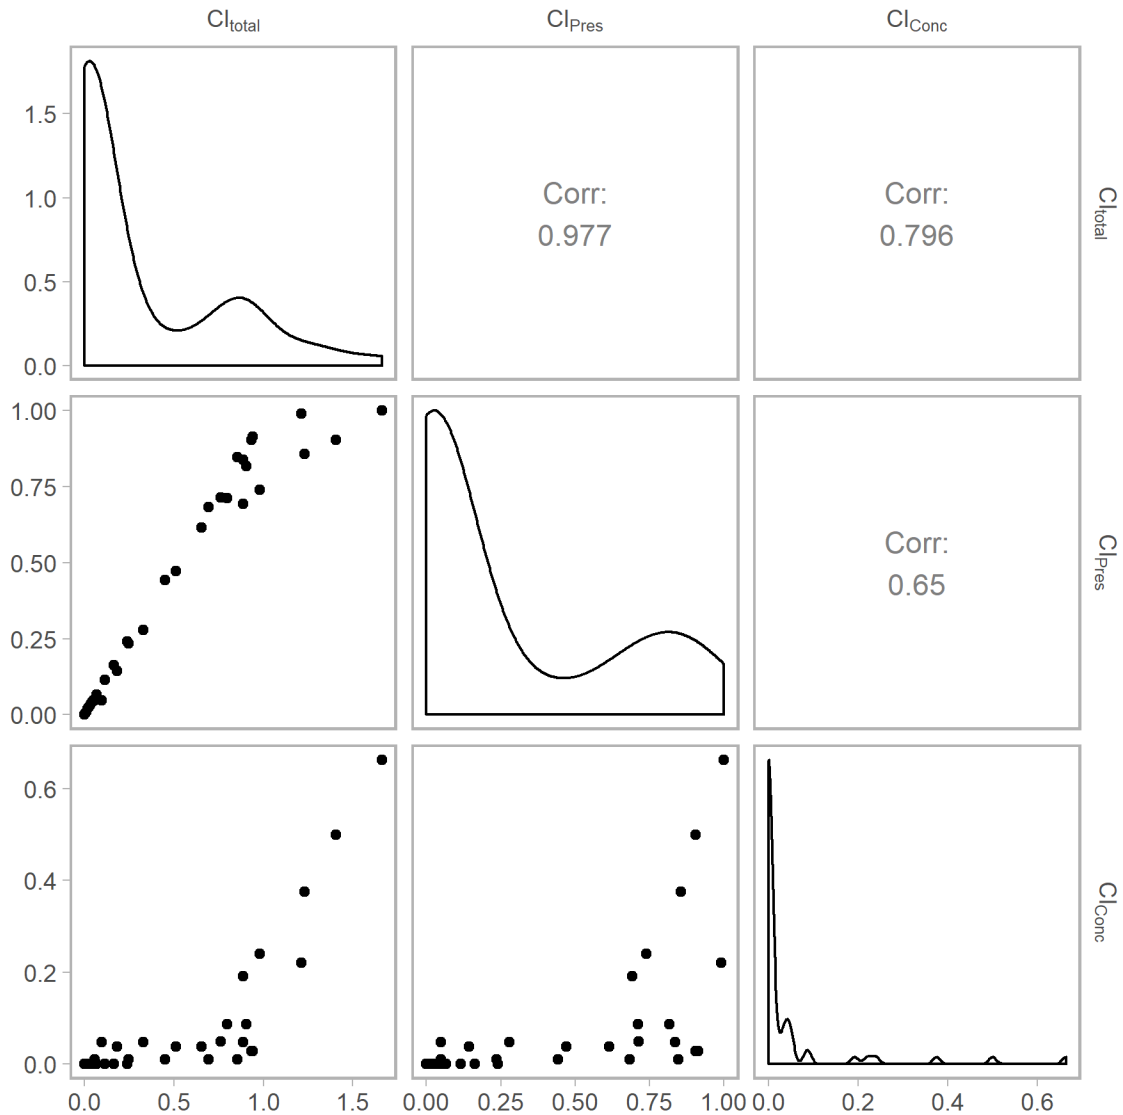 CI_total CI_Pres CI_Conc
1.5
1.0
0.5
0.0
Corr:
0.977
Corr:
0.796
CI_total
1.00
0.75
0.50
0.25
0.00
Corr:
0.65
CI_Pres
0.6
0.4
0.2
0.0
CI_Conc
0.0 0.5 1.0 1.5
0.00 0.25 0.50 0.75 1.00
0.0 0.2 0.4 0.6